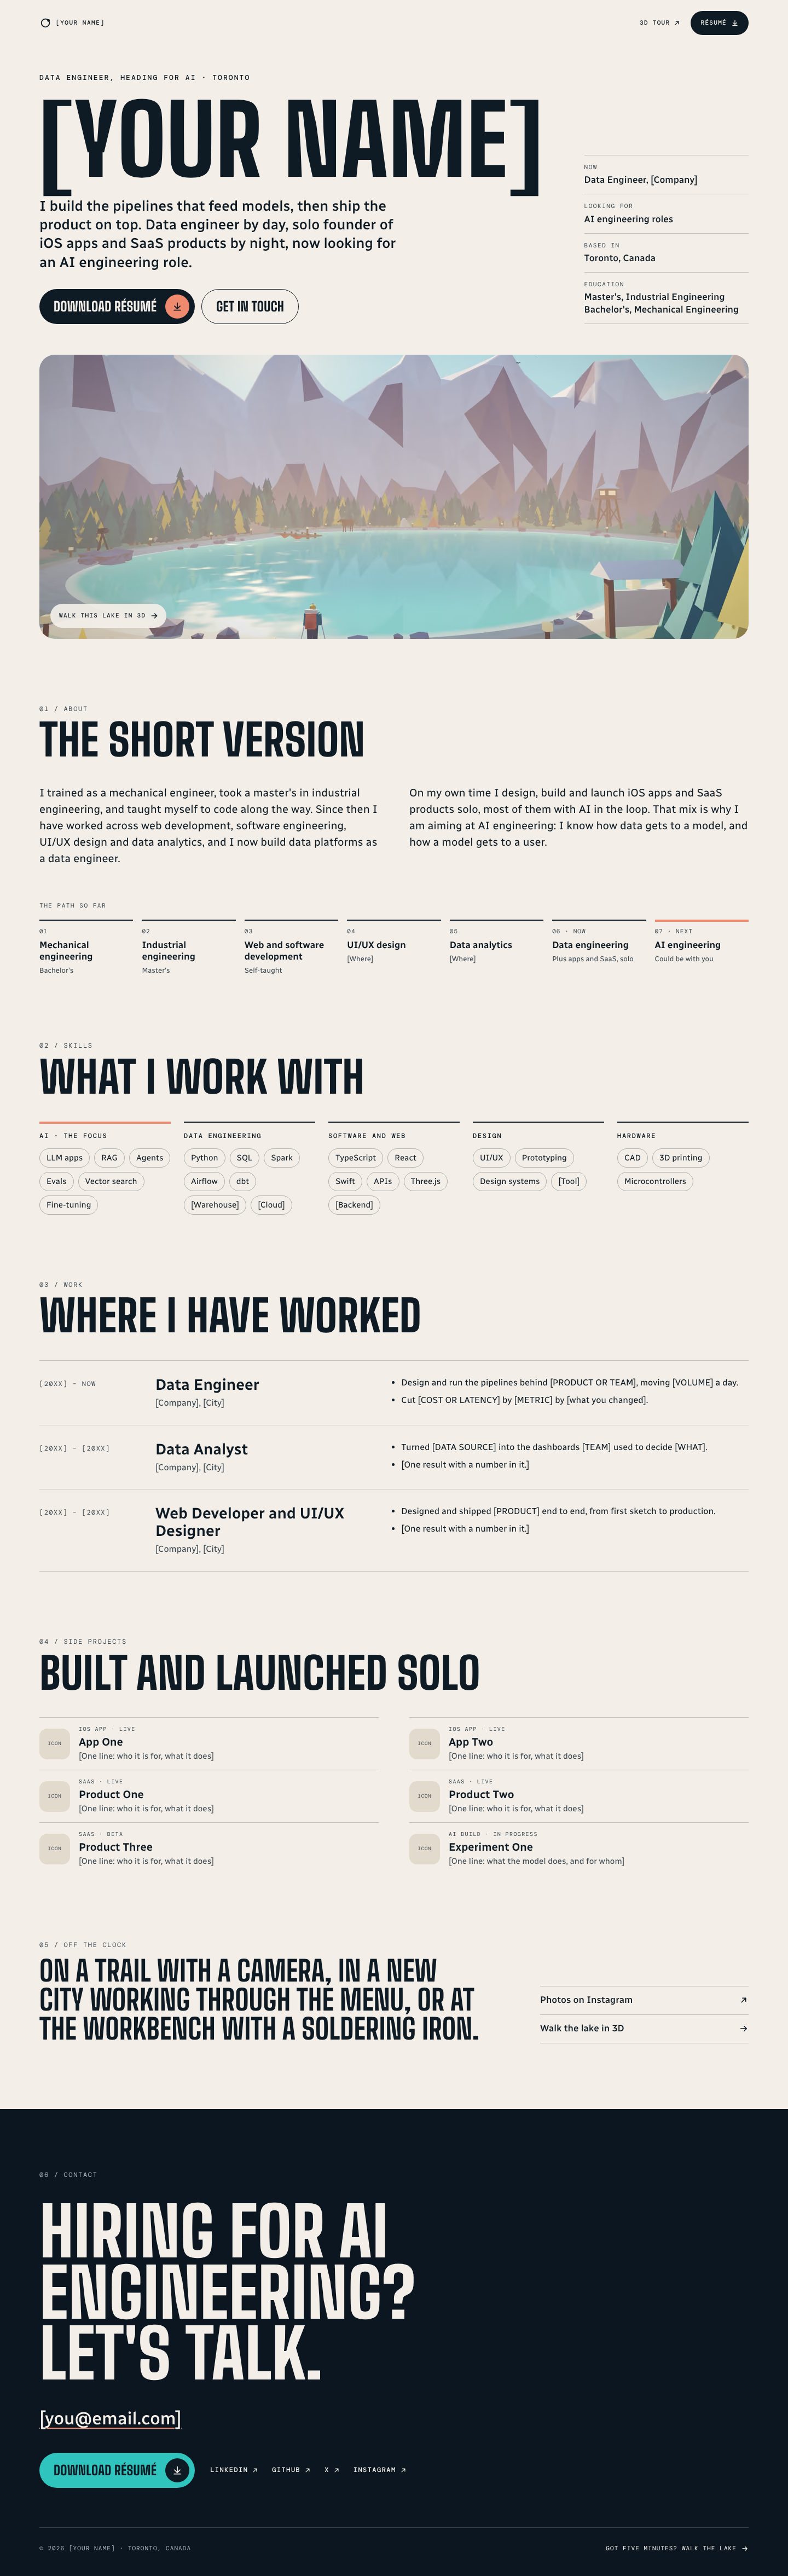 [YOUR NAME]
3D TOUR ↗
RÉSUMÉ
DATA ENGINEER, HEADING FOR AI · TORONTO
[YOUR NAME]
I build the pipelines that feed models, then ship the
product on top. Data engineer by day, solo founder of
iOS apps and SaaS products by night, now looking for
an AI engineering role.
DOWNLOAD RÉSUMÉ
GET IN TOUCH
NOW
Data Engineer, [Company]
LOOKING FOR
AI engineering roles
BASED IN
Toronto, Canada
EDUCATION
Master's, Industrial Engineering
Bachelor's, Mechanical Engineering
WALK THIS LAKE IN 3D →
01 / ABOUT
THE SHORT VERSION
I trained as a mechanical engineer, took a master's in industrial
engineering, and taught myself to code along the way. Since then I
have worked across web development, software engineering,
UI/UX design and data analytics, and I now build data platforms as
a data engineer.
On my own time I design, build and launch iOS apps and SaaS
products solo, most of them with AI in the loop. That mix is why I
am aiming at AI engineering: I know how data gets to a model, and
how a model gets to a user.
THE PATH SO FAR
01
Mechanical
engineering
Bachelor's
02
Industrial
engineering
Master's
03
Web and software
development
Self-taught
04
UI/UX design
[Where]
05
Data analytics
[Where]
06 · NOW
Data engineering
Plus apps and SaaS, solo
07 · NEXT
AI engineering
Could be with you
02 / SKILLS
WHAT I WORK WITH
AI · THE FOCUS
LLM apps
RAG
Agents
Evals
Vector search
Fine-tuning
DATA ENGINEERING
Python
SQL
Spark
Airflow
dbt
[Warehouse]
[Cloud]
SOFTWARE AND WEB
TypeScript
React
Swift
APIs
Three.js
[Backend]
DESIGN
UI/UX
Prototyping
Design systems
[Tool]
HARDWARE
CAD
3D printing
Microcontrollers
03 / WORK
WHERE I HAVE WORKED
[20XX] – NOW
Data Engineer
[Company], [City]
• Design and run the pipelines behind [PRODUCT OR TEAM], moving [VOLUME] a day.
• Cut [COST OR LATENCY] by [METRIC] by [what you changed].
[20XX] – [20XX]
Data Analyst
[Company], [City]
• Turned [DATA SOURCE] into the dashboards [TEAM] used to decide [WHAT].
• [One result with a number in it.]
[20XX] – [20XX]
Web Developer and UI/UX
Designer
[Company], [City]
• Designed and shipped [PRODUCT] end to end, from first sketch to production.
• [One result with a number in it.]
04 / SIDE PROJECTS
BUILT AND LAUNCHED SOLO
ICON
IOS APP · LIVE
App One
[One line: who it is for, what it does]
ICON
IOS APP · LIVE
App Two
[One line: who it is for, what it does]
ICON
SAAS · LIVE
Product One
[One line: who it is for, what it does]
ICON
SAAS · LIVE
Product Two
[One line: who it is for, what it does]
ICON
SAAS · BETA
Product Three
[One line: who it is for, what it does]
ICON
AI BUILD · IN PROGRESS
Experiment One
[One line: what the model does, and for whom]
05 / OFF THE CLOCK
ON A TRAIL WITH A CAMERA, IN A NEW
CITY WORKING THROUGH THE MENU, OR AT
THE WORKBENCH WITH A SOLDERING IRON.
Photos on Instagram ↗
Walk the lake in 3D →
06 / CONTACT
HIRING FOR AI
ENGINEERING?
LET'S TALK.
[you@email.com]
DOWNLOAD RÉSUMÉ
LINKEDIN ↗
GITHUB ↗
X ↗
INSTAGRAM ↗
© 2026 [YOUR NAME] · TORONTO, CANADA
GOT FIVE MINUTES? WALK THE LAKE →